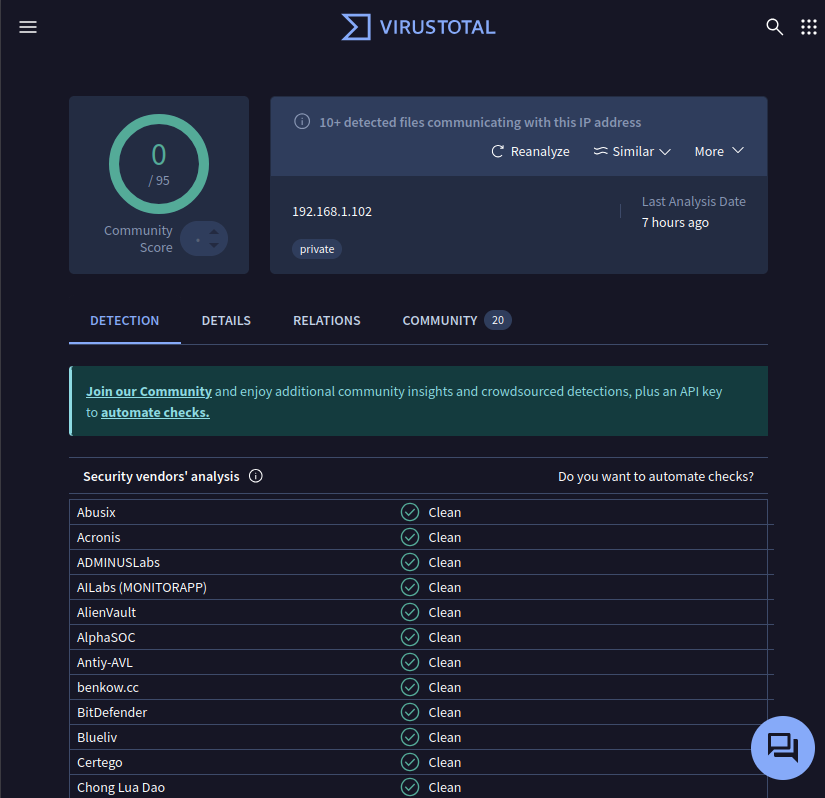 VIRUSTOTAL
0
/ 95
Community
Score
10+ detected files communicating with this IP address
Reanalyze
Similar
More
192.168.1.102
private
Last Analysis Date
7 hours ago
DETECTION
DETAILS
RELATIONS
COMMUNITY 20
Join our Community and enjoy additional community insights and crowdsourced detections, plus an API key
to automate checks.
Security vendors' analysis
Do you want to automate checks?
Abusix Clean
Acronis Clean
ADMINUSLabs Clean
AILabs (MONITORAPP) Clean
AlienVault Clean
AlphaSOC Clean
Antiy-AVL Clean
benkow.cc Clean
BitDefender Clean
Blueliv Clean
Certego Clean
Chong Lua Dao Clean